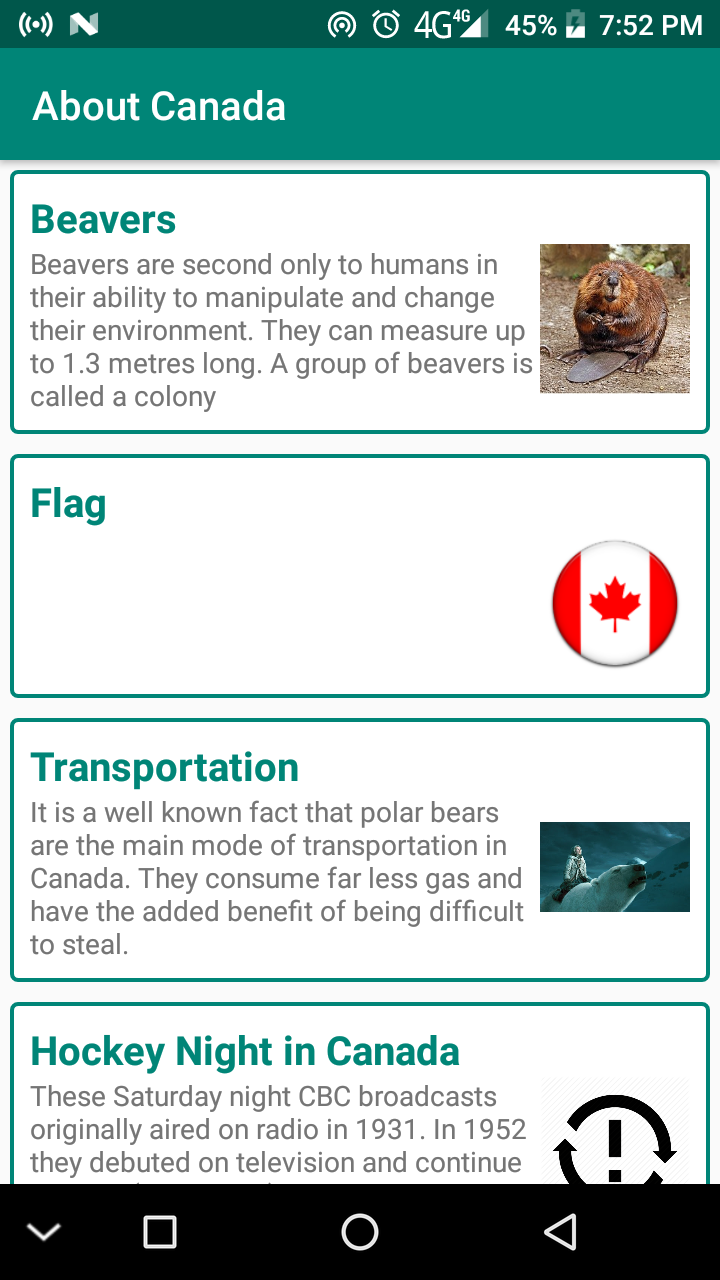 4G 4G 45% 7:52 PM
About Canada
Beavers
Beavers are second only to humans in
their ability to manipulate and change
their environment. They can measure up
to 1.3 metres long. A group of beavers is
called a colony
Flag
Transportation
It is a well known fact that polar bears
are the main mode of transportation in
Canada. They consume far less gas and
have the added benefit of being difficult
to steal.
Hockey Night in Canada
These Saturday night CBC broadcasts
originally aired on radio in 1931. In 1952
they debuted on television and continue